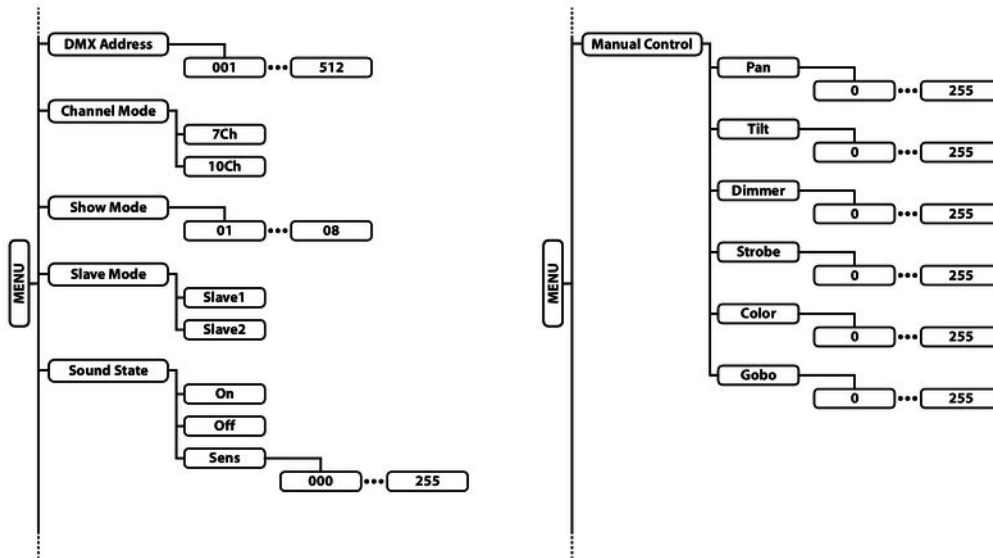 DMX Address
001 ••• 512
Channel Mode
7Ch
10Ch
Show Mode
01 ••• 08
MENU
Slave Mode
Slave1
Slave2
Sound State
On
Off
Sens
000 ••• 255
MENU
Manual Control
Pan
0 ••• 255
Tilt
0 ••• 255
Dimmer
0 ••• 255
Strobe
0 ••• 255
Color
0 ••• 255
Gobo
0 ••• 255